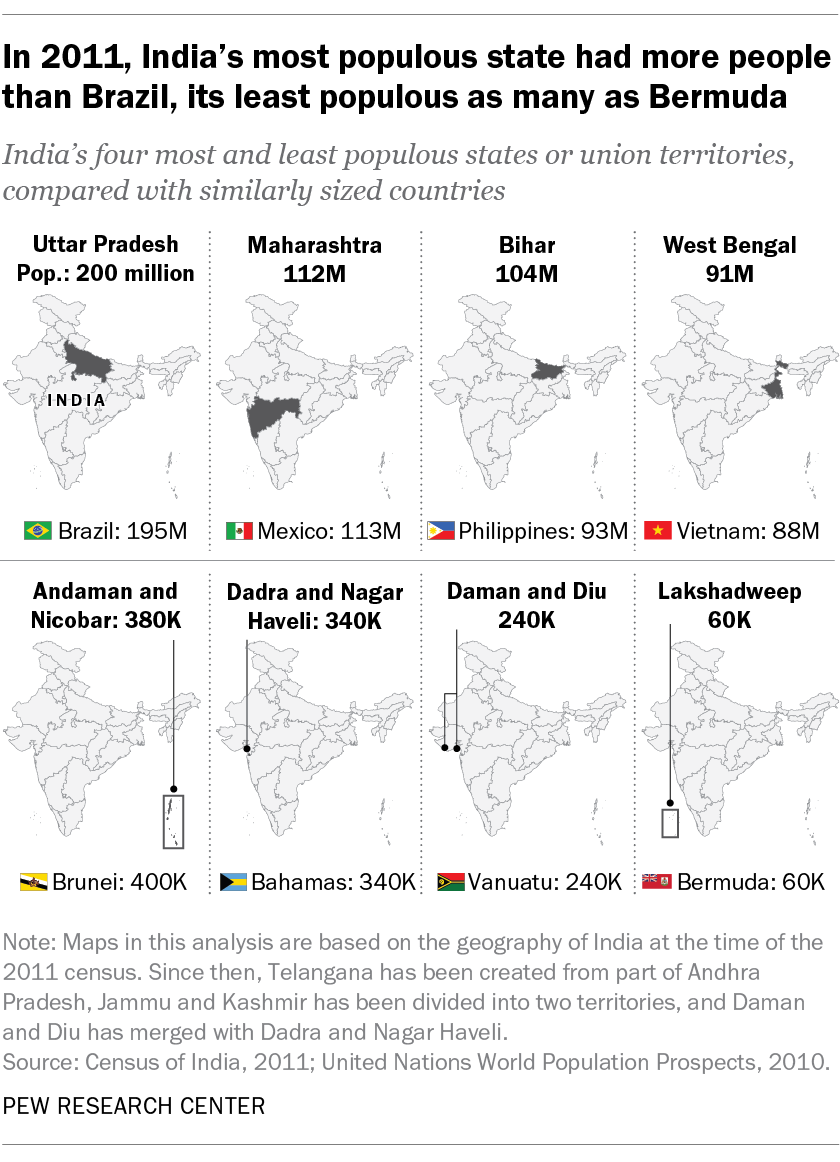 In 2011, India’s most populous state had more people
than Brazil, its least populous as many as Bermuda
India’s four most and least populous states or union territories,
compared with similarly sized countries
Uttar Pradesh
Pop.: 200 million
INDIA
Brazil: 195M
Maharashtra
112M
Mexico: 113M
Bihar
104M
Philippines: 93M
West Bengal
91M
Vietnam: 88M
Andaman and
Nicobar: 380K
Brunei: 400K
Dadra and Nagar
Haveli: 340K
Bahamas: 340K
Daman and Diu
240K
Vanuatu: 240K
Lakshadweep
60K
Bermuda: 60K
Note: Maps in this analysis are based on the geography of India at the time of the
2011 census. Since then, Telangana has been created from part of Andhra
Pradesh, Jammu and Kashmir has been divided into two territories, and Daman
and Diu has merged with Dadra and Nagar Haveli.
Source: Census of India, 2011; United Nations World Population Prospects, 2010.
PEW RESEARCH CENTER